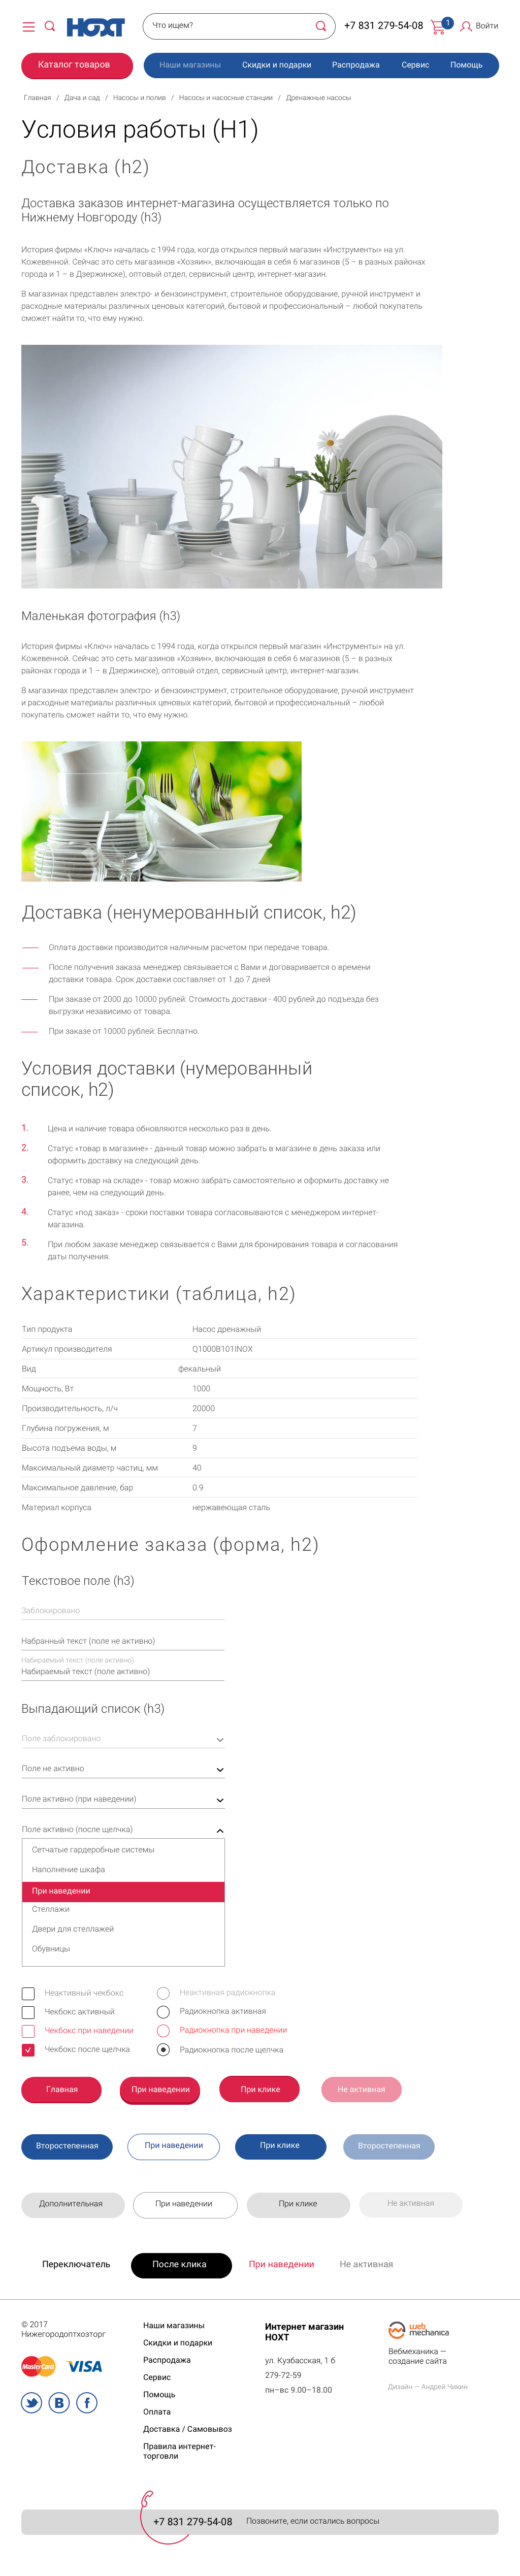 НОХТ
Что ищем?
+7 831 279-54-08
1
Войти
Каталог товаров
Наши магазины
Скидки и подарки
Распродажа
Сервис
Помощь
Главная / Дача и сад / Насосы и полив / Насосы и насосные станции / Дренажные насосы
Условия работы (H1)
Доставка (h2)
Доставка заказов интернет-магазина осуществляется только по
Нижнему Новгороду (h3)
История фирмы «Ключ» началась с 1994 года, когда открылся первый магазин «Инструменты» на ул.
Кожевенной. Сейчас это сеть магазинов «Хозяин», включающая в себя 6 магазинов (5 – в разных районах
города и 1 – в Дзержинске), оптовый отдел, сервисный центр, интернет-магазин.
В магазинах представлен электро- и бензоинструмент, строительное оборудование, ручной инструмент и
расходные материалы различных ценовых категорий, бытовой и профессиональный – любой покупатель
сможет найти то, что ему нужно.
Маленькая фотография (h3)
История фирмы «Ключ» началась с 1994 года, когда открылся первый магазин «Инструменты» на ул.
Кожевенной. Сейчас это сеть магазинов «Хозяин», включающая в себя 6 магазинов (5 – в разных
районах города и 1 – в Дзержинске), оптовый отдел, сервисный центр, интернет-магазин.
В магазинах представлен электро- и бензоинструмент, строительное оборудование, ручной инструмент
и расходные материалы различных ценовых категорий, бытовой и профессиональный – любой
покупатель сможет найти то, что ему нужно.
Доставка (ненумерованный список, h2)
Оплата доставки производится наличным расчетом при передаче товара.
После получения заказа менеджер связывается с Вами и договаривается о времени
доставки товара. Срок доставки составляет от 1 до 7 дней
При заказе от 2000 до 10000 рублей: Стоимость доставки - 400 рублей до подъезда без
выгрузки независимо от товара.
При заказе от 10000 рублей: Бесплатно.
Условия доставки (нумерованный
список, h2)
1. Цена и наличие товара обновляются несколько раз в день.
2. Статус «товар в магазине» - данный товар можно забрать в магазине в день заказа или
оформить доставку на следующий день.
3. Статус «товар на складе» - товар можно забрать самостоятельно и оформить доставку не
ранее, чем на следующий день.
4. Статус «под заказ» - сроки поставки товара согласовываются с менеджером интернет-
магазина.
5. При любом заказе менеджер связывается с Вами для бронирования товара и согласования
даты получения.
Характеристики (таблица, h2)
Тип продукта Насос дренажный
Артикул производителя Q1000B101INOX
Вид фекальный
Мощность, Вт 1000
Производительность, л/ч 20000
Глубина погружения, м 7
Высота подъема воды, м 9
Максимальный диаметр частиц, мм 40
Максимальное давление, бар 0.9
Материал корпуса нержавеющая сталь
Оформление заказа (форма, h2)
Текстовое поле (h3)
Заблокировано
Набранный текст (поле не активно)
Набираемый текст (поле активно)
Набираемый текст (поле активно)
Выпадающий список (h3)
Поле заблокировано
Поле не активно
Поле активно (при наведении)
Поле активно (после щелчка)
Сетчатые гардеробные системы
Наполнение шкафа
При наведении
Стеллажи
Двери для стеллажей
Обувницы
Неактивный чекбокс Неактивная радиокнопка
Чекбокс активный Радиокнопка активная
Чекбокс при наведении Радиокнопка при наведении
Чекбокс после щелчка Радиокнопка после щелчка
Главная При наведении При клике Не активная
Второстепенная При наведении При клике Второстепенная
Дополнительная При наведении При клике Не активная
Переключатель После клика При наведении Не активная
© 2017
Нижегородоптхозторг
MasterCard VISA
Наши магазины
Скидки и подарки
Распродажа
Сервис
Помощь
Оплата
Доставка / Самовывоз
Правила интернет-
торговли
Интернет магазин
НОХТ
ул. Кузбасская, 1 б
279-72-59
пн–вс 9.00–18.00
web
mechanica
Вебмеханика —
создание сайта
Дизайн — Андрей Чикин
+7 831 279-54-08 Позвоните, если остались вопросы